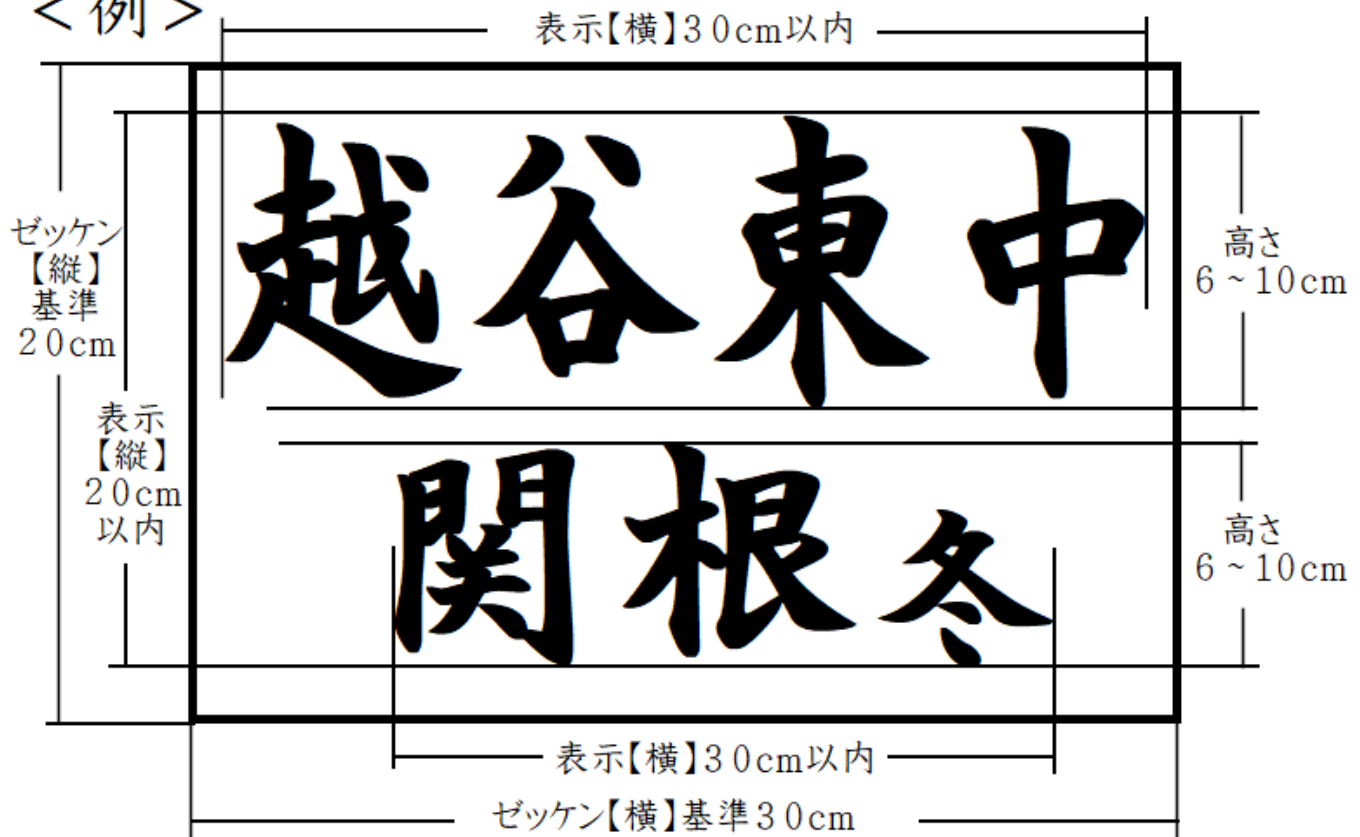 ＜例＞
表示【横】30cm以内
越谷東中
高さ
6~10cm
ゼッケン
【縦】
基準
20cm
表示
【縦】
20cm
以内
関根冬
高さ
6~10cm
表示【横】30cm以内
ゼッケン【横】基準30cm